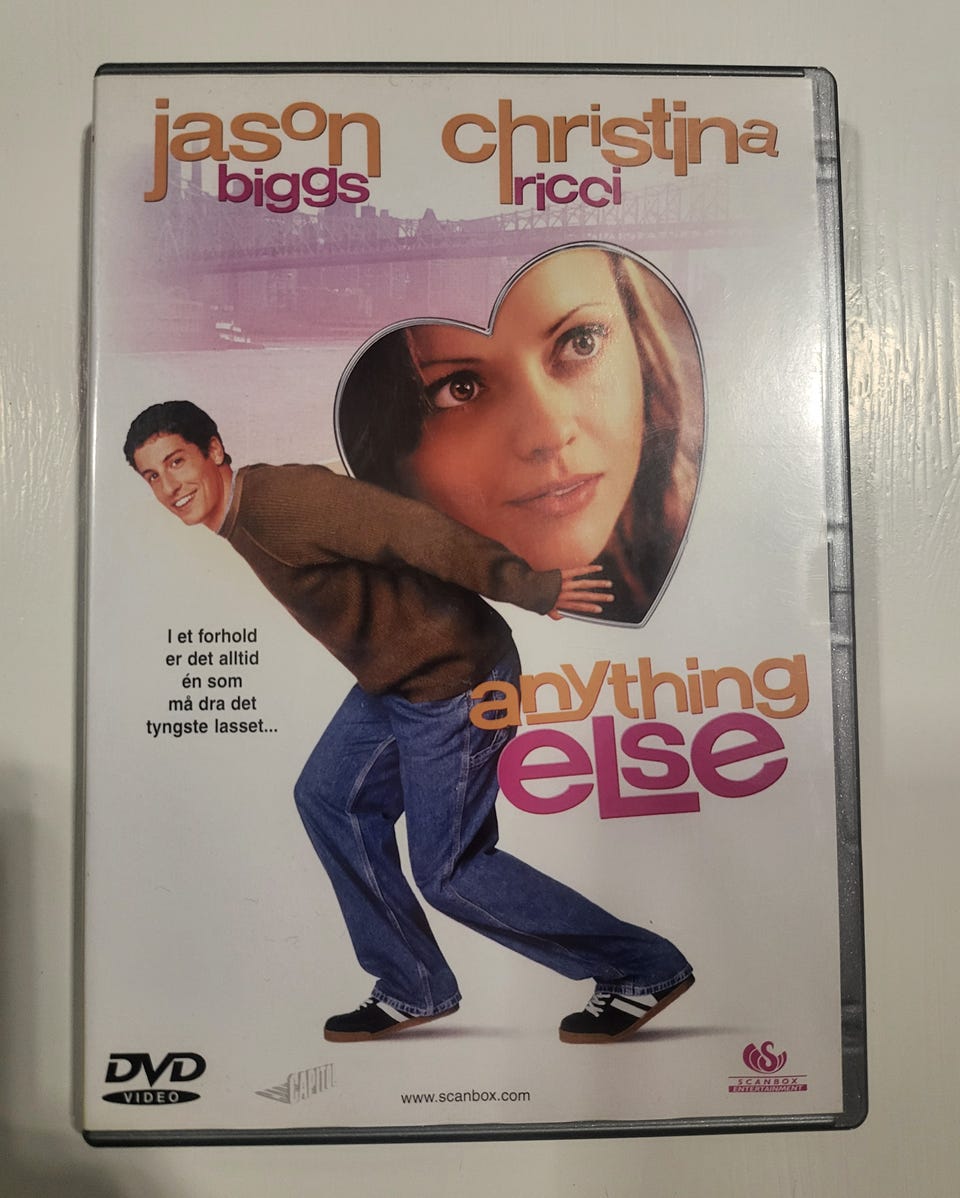 jason christina
biggs ricci
I et forhold
er det alltid
én som
må dra det
tyngste lasset...
anything
else
DVD
VIDEO
CAPITOL
www.scanbox.com
SCANBOX
ENTERTAINMENT